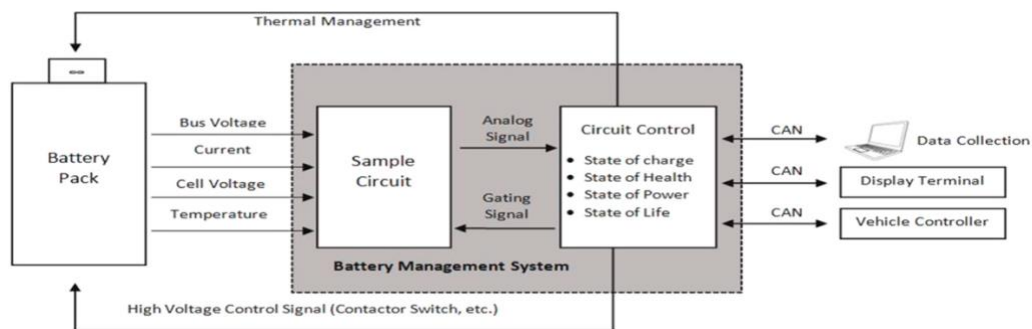 Thermal Management
Battery
Pack
Bus Voltage
Current
Cell Voltage
Temperature
Sample
Circuit
Analog
Signal
Gating
Signal
Circuit Control
• State of charge
• State of Health
• State of Power
• State of Life
Battery Management System
CAN
Data Collection
CAN
Display Terminal
CAN
Vehicle Controller
High Voltage Control Signal (Contactor Switch, etc.)